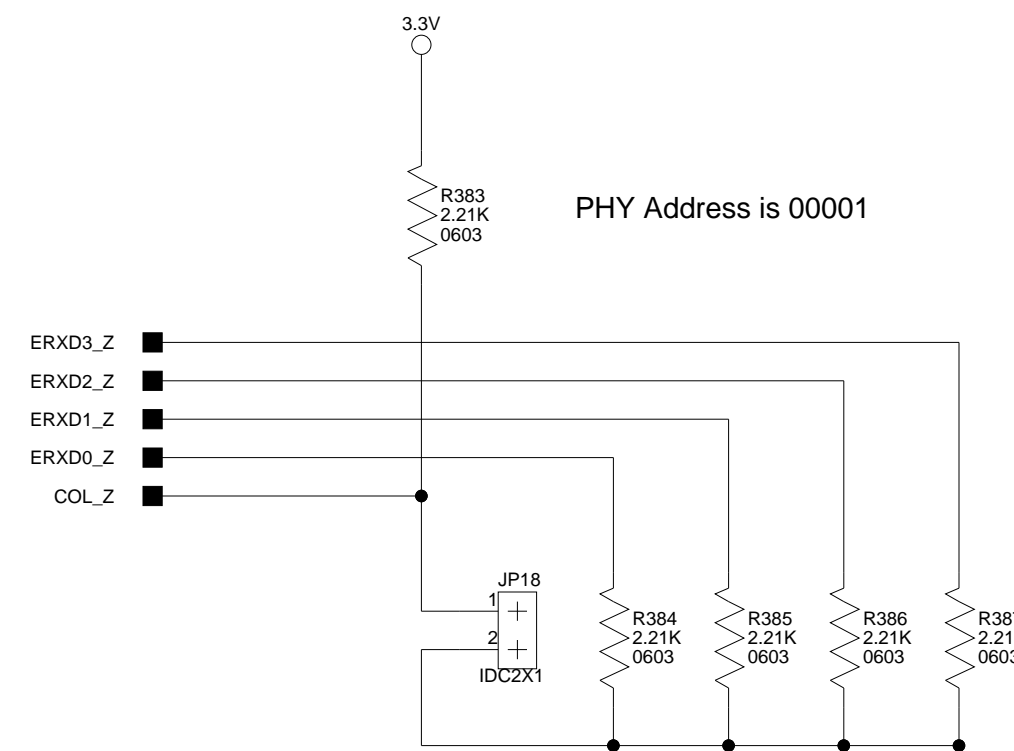 3.3V
R383
2.21K
0603
PHY Address is 00001
ERXD3_Z
ERXD2_Z
ERXD1_Z
ERXD0_Z
COL_Z
JP18
1
2
IDC2X1
R384
2.21K
0603
R385
2.21K
0603
R386
2.21K
0603